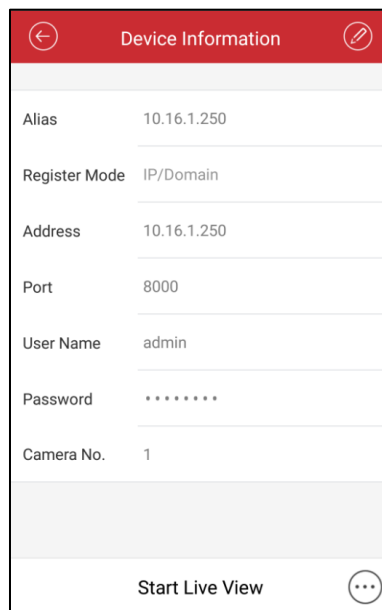 Device Information
Alias 10.16.1.250
Register Mode IP/Domain
Address 10.16.1.250
Port 8000
User Name admin
Password ••••••••
Camera No. 1
Start Live View